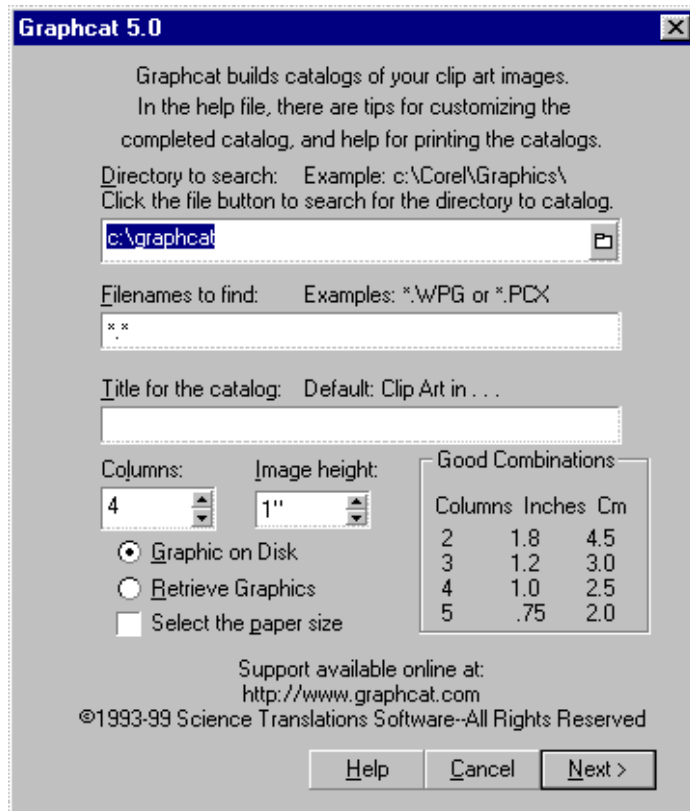 Graphcat 5.0
Graphcat builds catalogs of your clip art images.
In the help file, there are tips for customizing the
completed catalog, and help for printing the catalogs.
Directory to search: Example: c:\Corel\Graphics\
Click the file button to search for the directory to catalog.
c:\graphcat
Filenames to find: Examples: *.WPG or *.PCX
*.*
Title for the catalog: Default: Clip Art in . . .
Columns: Image height:
4 1"
Graphic on Disk
Retrieve Graphics
Select the paper size
Good Combinations
Columns Inches Cm
2 1.8 4.5
3 1.2 3.0
4 1.0 2.5
5 .75 2.0
Support available online at:
http://www.graphcat.com
©1993-99 Science Translations Software--All Rights Reserved
Help Cancel Next >